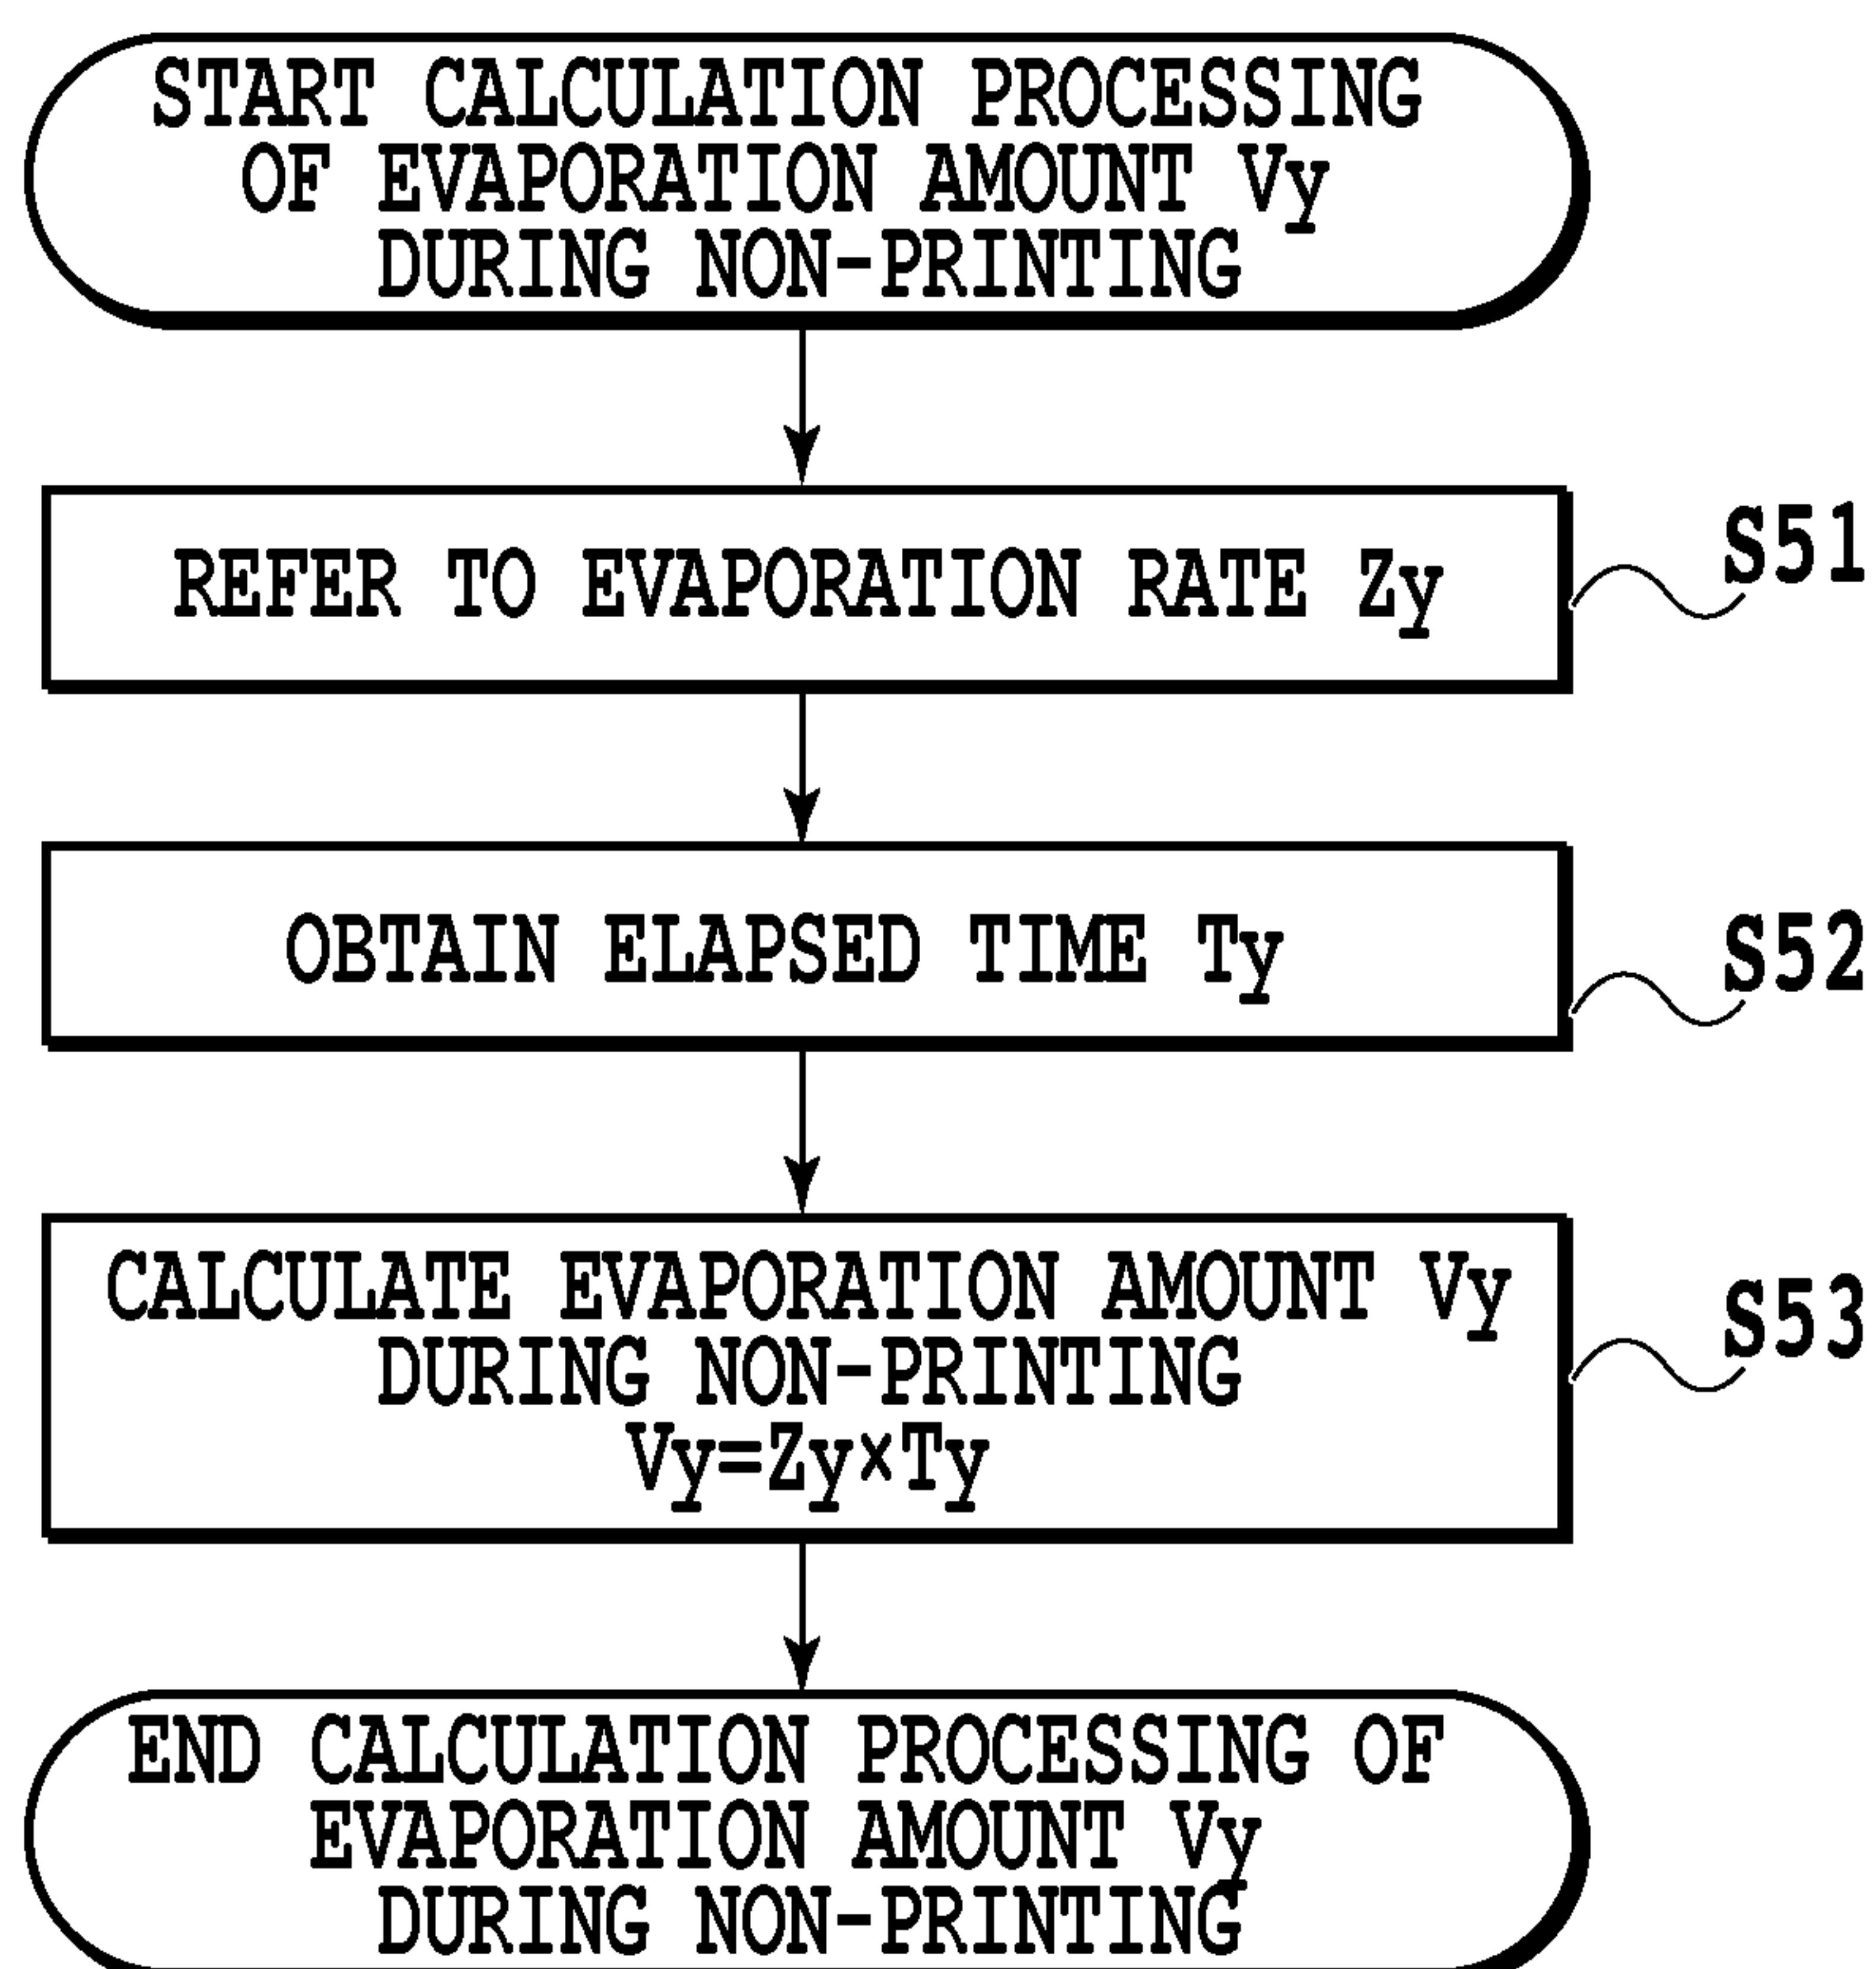 START CALCULATION PROCESSING
OF EVAPORATION AMOUNT Vy
DURING NON-PRINTING
REFER TO EVAPORATION RATE Zy
S51
OBTAIN ELAPSED TIME Ty
S52
CALCULATE EVAPORATION AMOUNT Vy
DURING NON-PRINTING
Vy=Zy×Ty
S53
END CALCULATION PROCESSING OF
EVAPORATION AMOUNT Vy
DURING NON-PRINTING